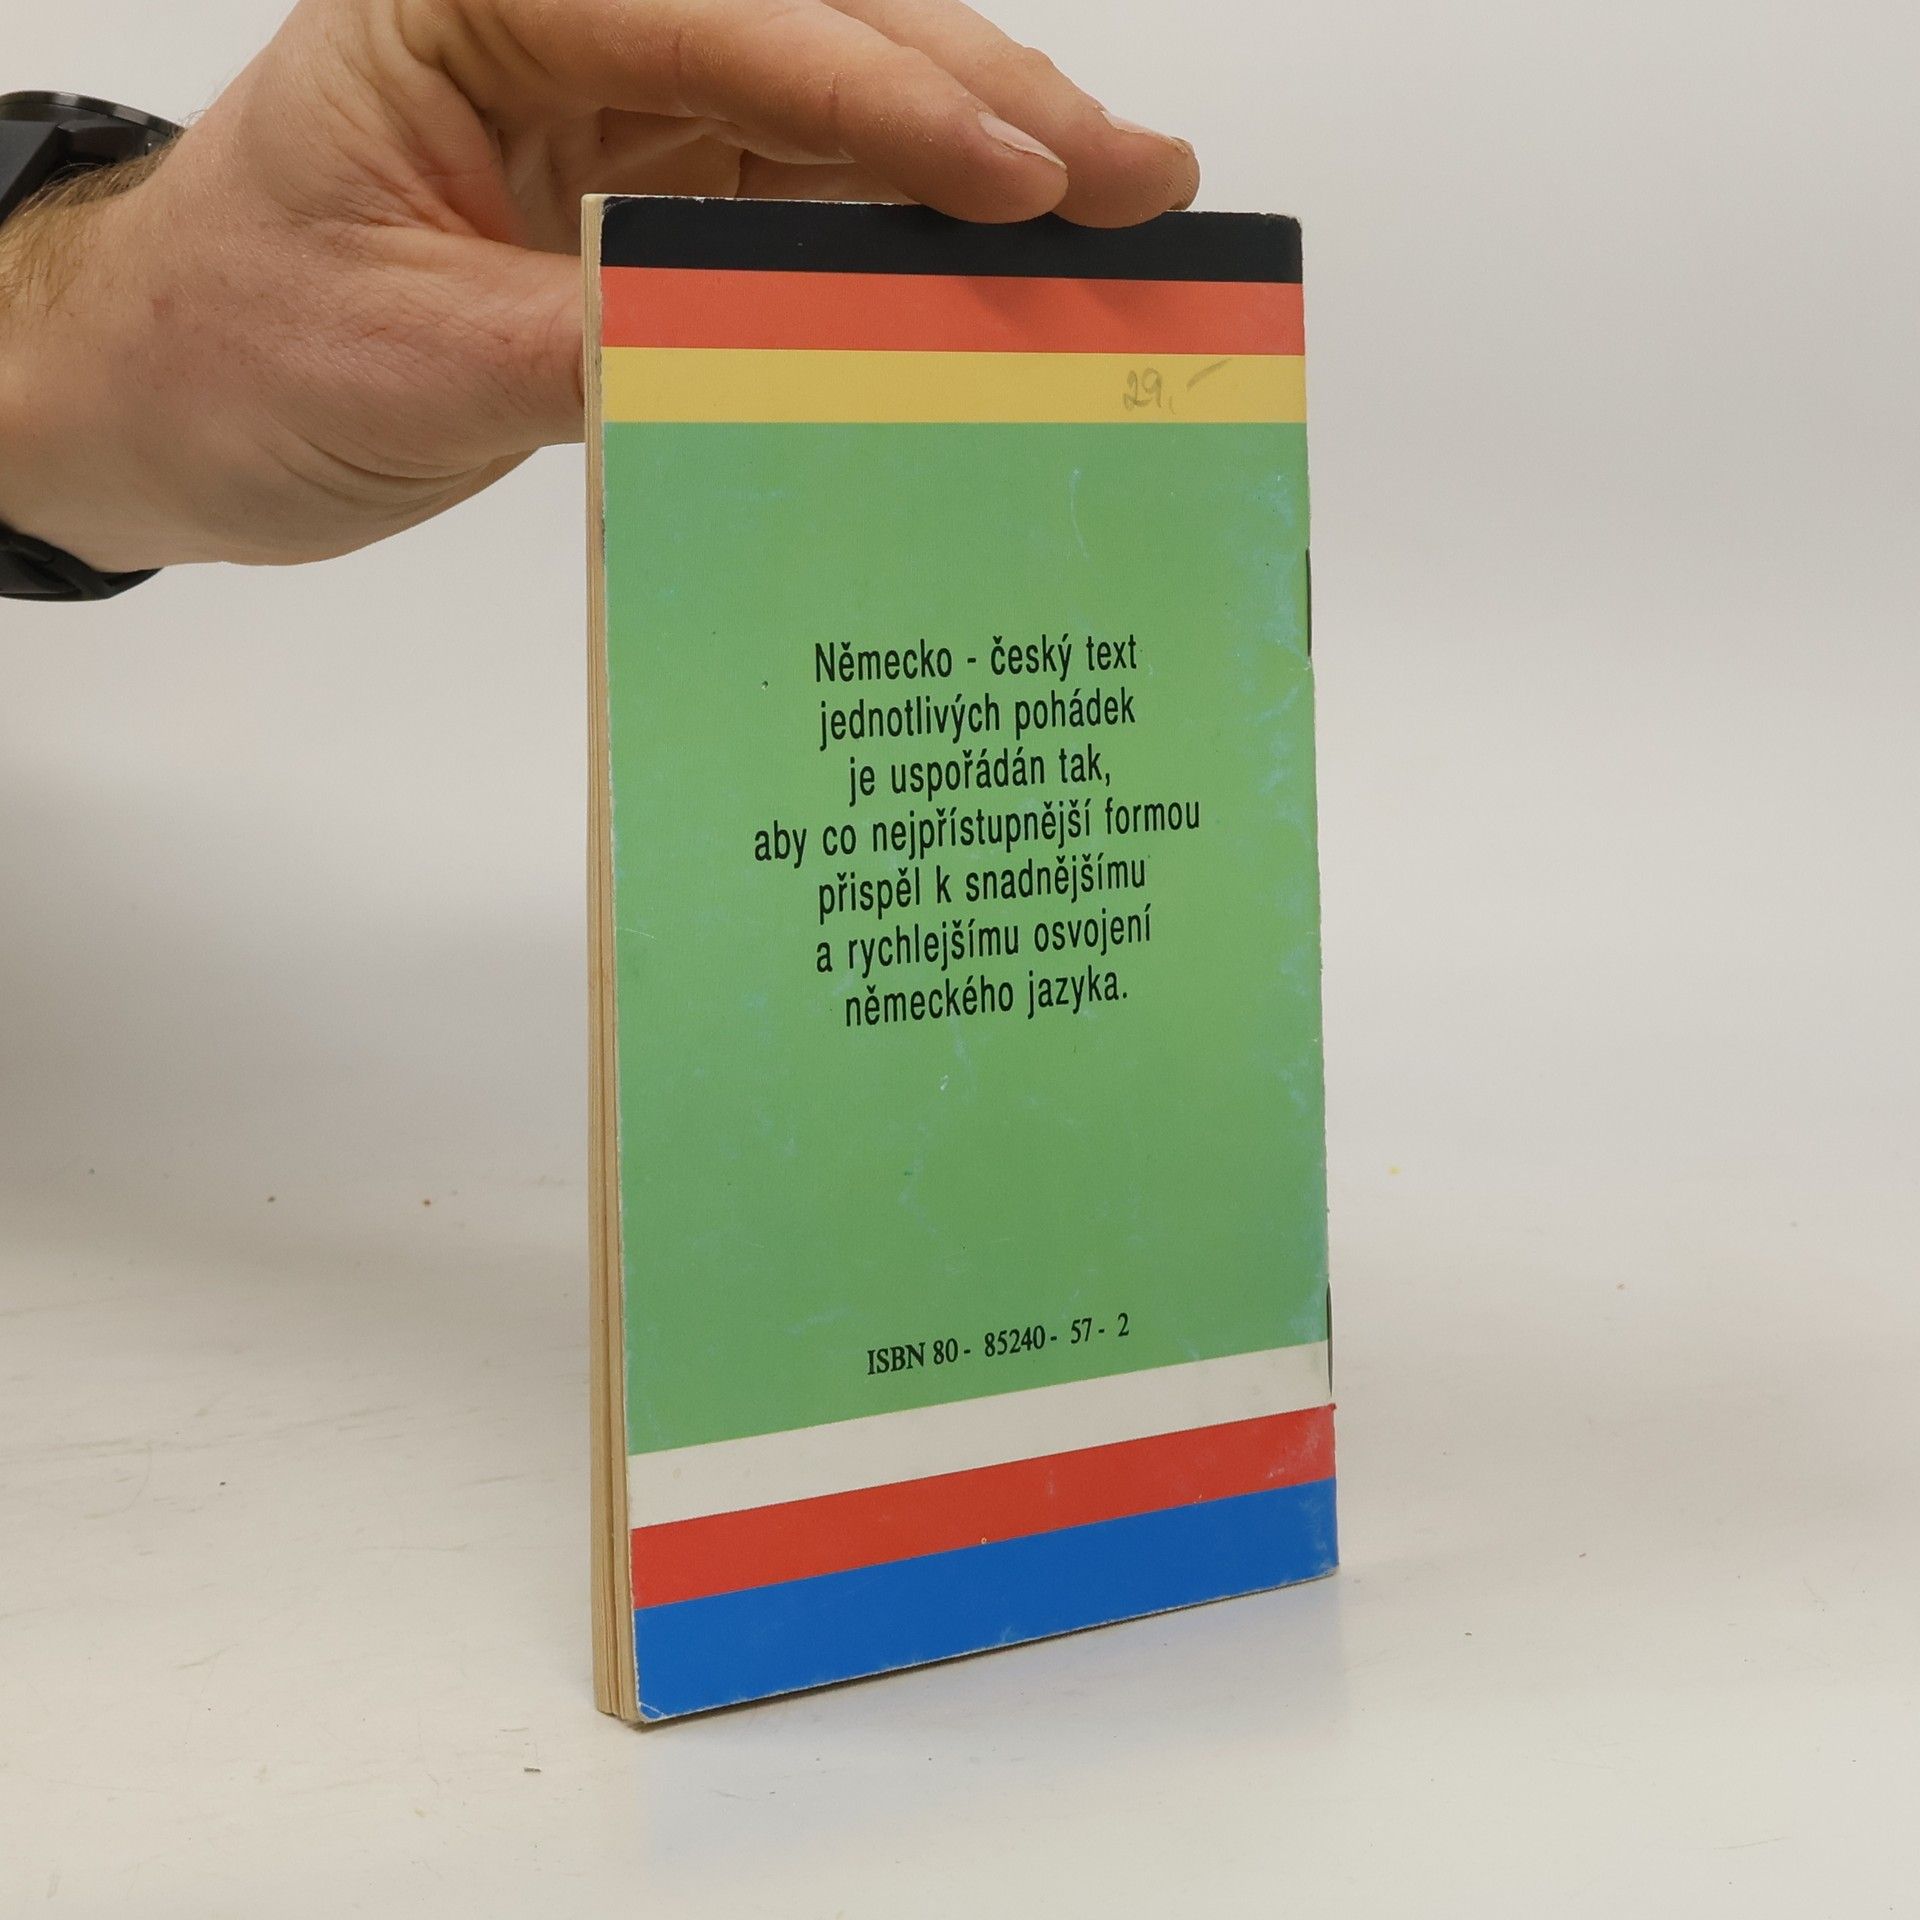 29,-
Německo - český text
jednotlivých pohádek
je uspořádán tak,
aby co nejpřístupnější formou
přispěl k snadnějšímu
a rychlejšímu osvojení
německého jazyka.
ISBN 80- 85240- 57- 2